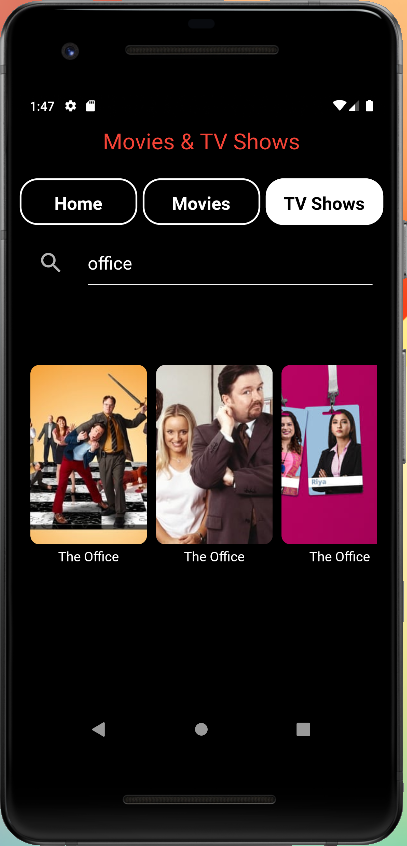 1:47
Movies & TV Shows
Home
Movies
TV Shows
office
Riya
The Office
The Office
The Office